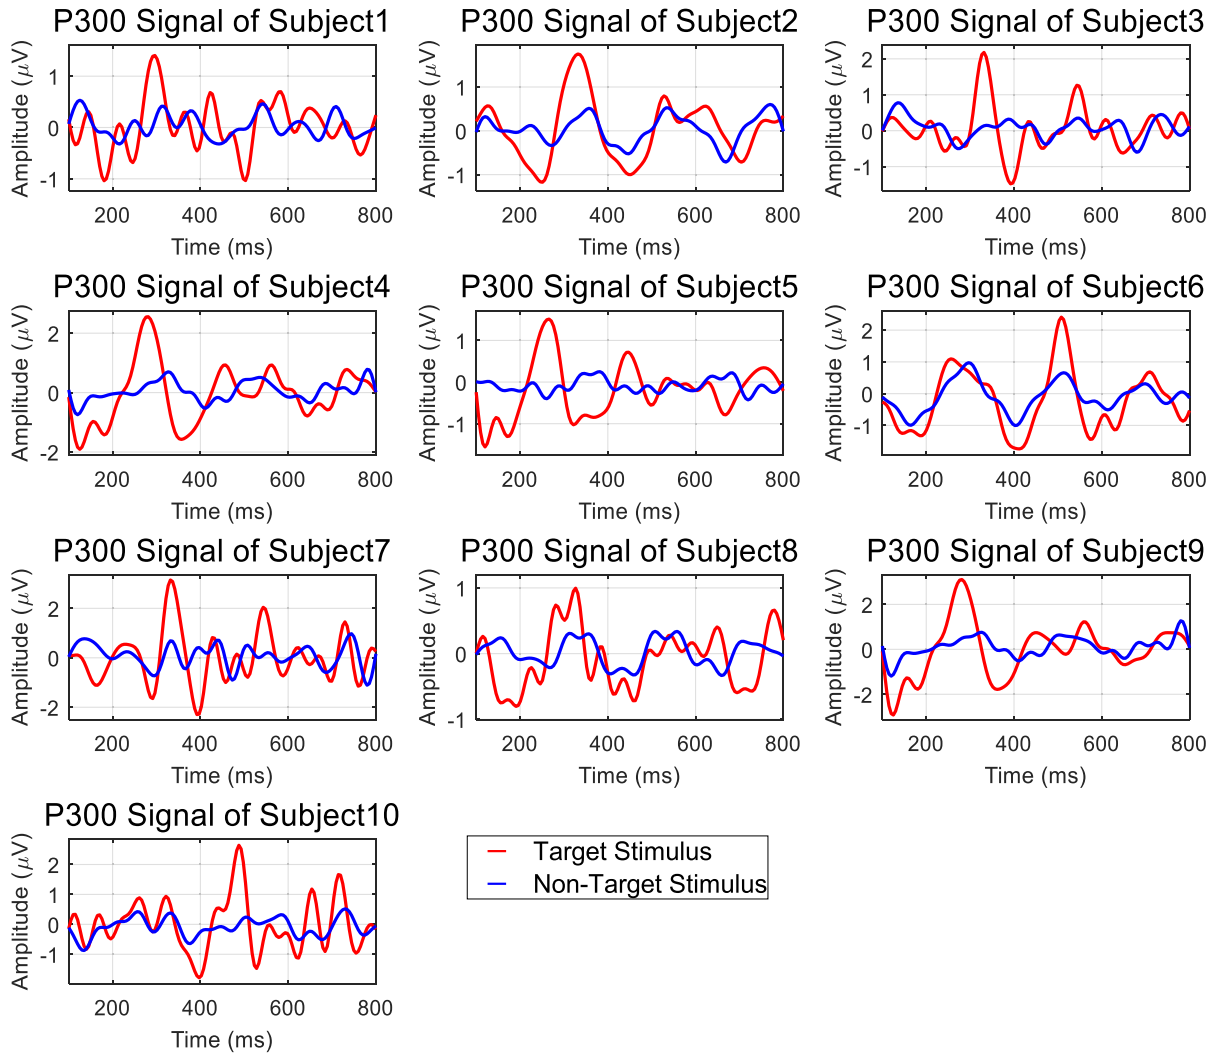 P300 Signal of Subject1
Amplitude (μV)
1
0
-1
200 400 600 800
Time (ms)
P300 Signal of Subject2
Amplitude (μV)
1
0
-1
200 400 600 800
Time (ms)
P300 Signal of Subject3
Amplitude (μV)
2
1
0
-1
200 400 600 800
Time (ms)
P300 Signal of Subject4
Amplitude (μV)
2
0
-2
200 400 600 800
Time (ms)
P300 Signal of Subject5
Amplitude (μV)
1
0
-1
200 400 600 800
Time (ms)
P300 Signal of Subject6
Amplitude (μV)
2
1
0
-1
200 400 600 800
Time (ms)
P300 Signal of Subject7
Amplitude (μV)
2
0
-2
200 400 600 800
Time (ms)
P300 Signal of Subject8
Amplitude (μV)
1
0
-1
200 400 600 800
Time (ms)
P300 Signal of Subject9
Amplitude (μV)
2
0
-2
200 400 600 800
Time (ms)
P300 Signal of Subject10
Amplitude (μV)
2
1
0
-1
200 400 600 800
Time (ms)
Target Stimulus
Non-Target Stimulus